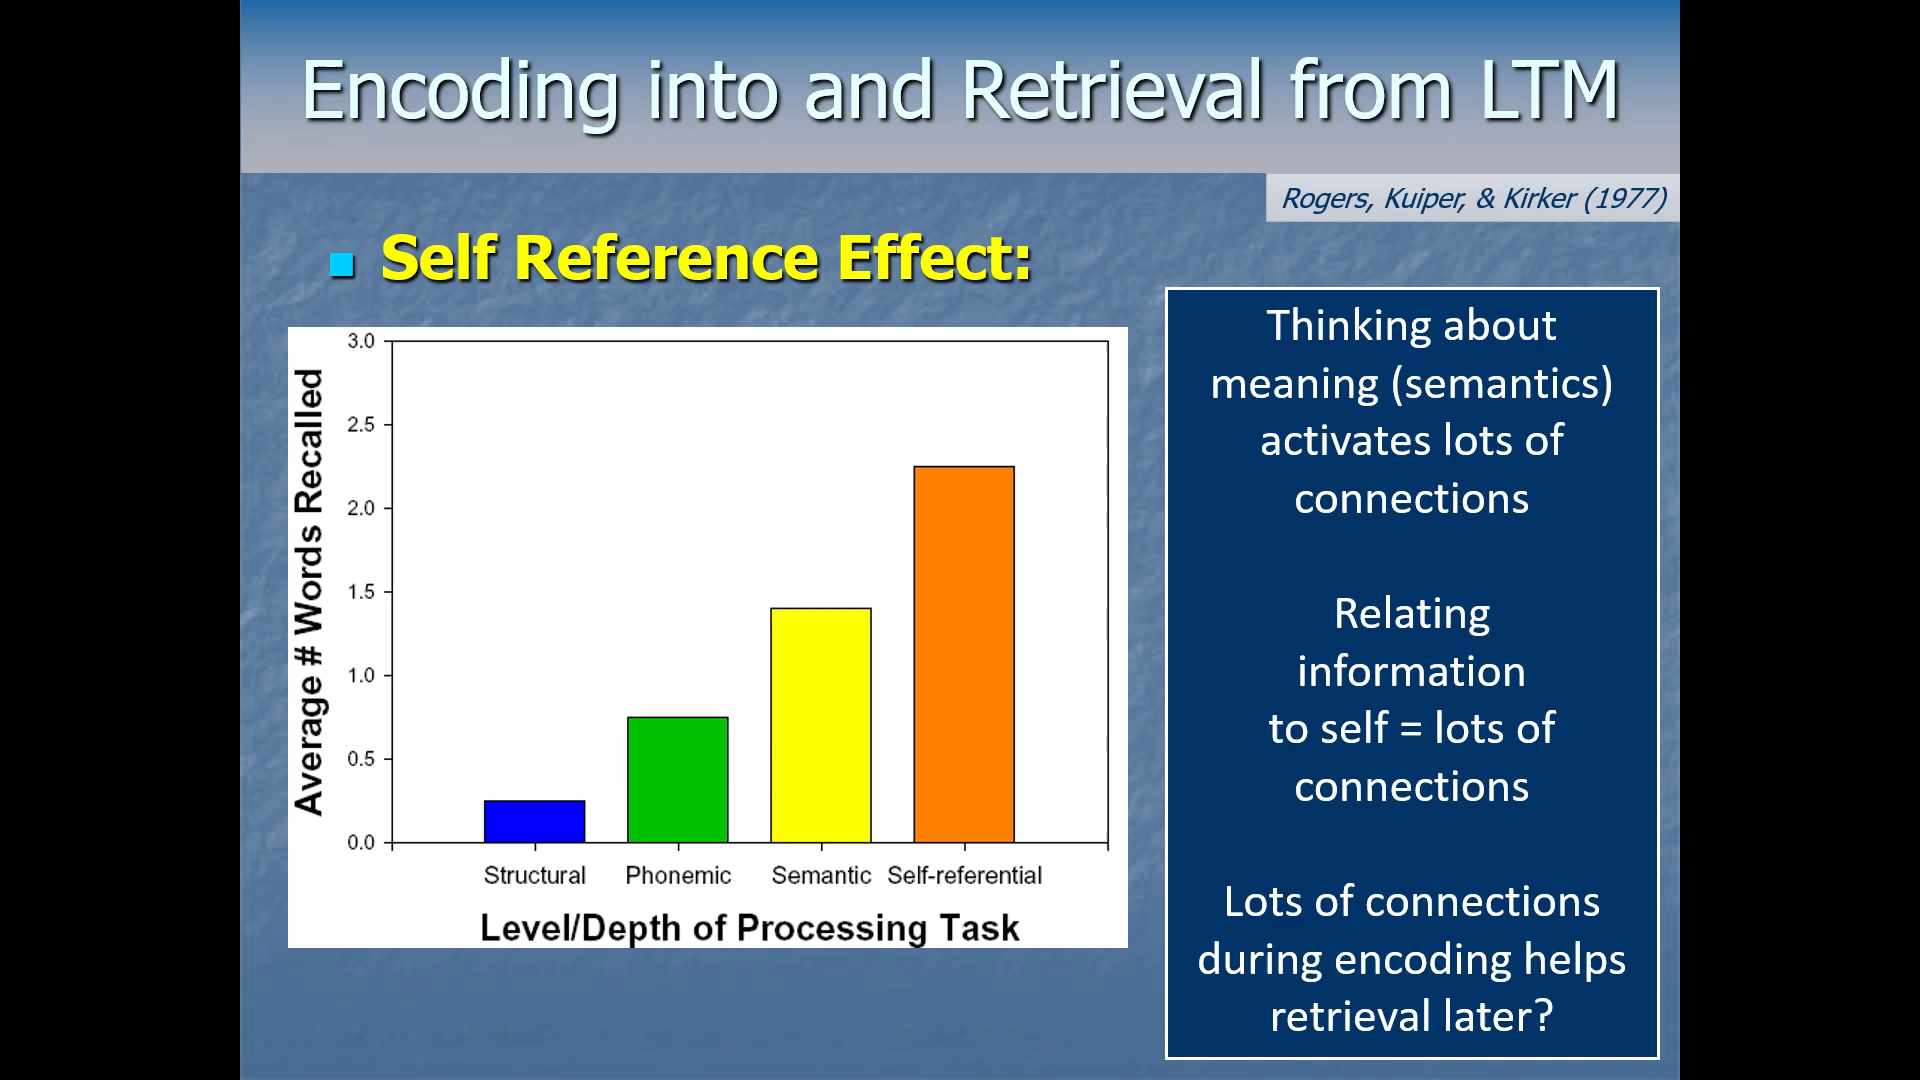 Encoding into and Retrieval from LTM
Rogers, Kuiper, & Kirker (1977)
Self Reference Effect:
3.0
2.5
2.0
1.5
1.0
0.5
0.0
Average # Words Recalled
Structural Phonemic Semantic Self-referential
Level/Depth of Processing Task
Thinking about
meaning (semantics)
activates lots of
connections
Relating
information
to self = lots of
connections
Lots of connections
during encoding helps
retrieval later?